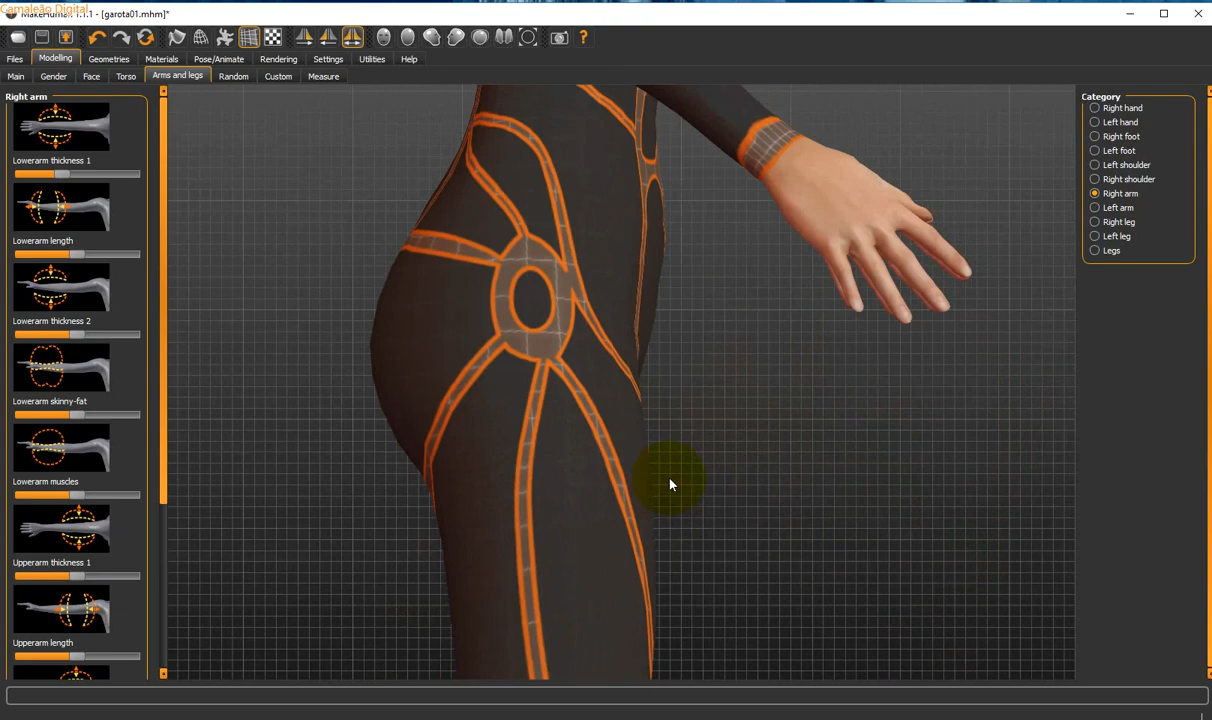 Camaleão Digital
MakeHuman 1.1.1 - [garota01.mhm]*
Files Modelling Geometries Materials Pose/Animate Rendering Settings Utilities Help
Main Gender Face Torso Arms and legs Random Custom Measure
Right arm
Lowerarm thickness 1
Lowerarm length
Lowerarm thickness 2
Lowerarm skinny-fat
Lowerarm muscles
Upperarm thickness 1
Upperarm length
Category
Right hand
Left hand
Right foot
Left foot
Left shoulder
Right shoulder
Right arm
Left arm
Right leg
Left leg
Legs